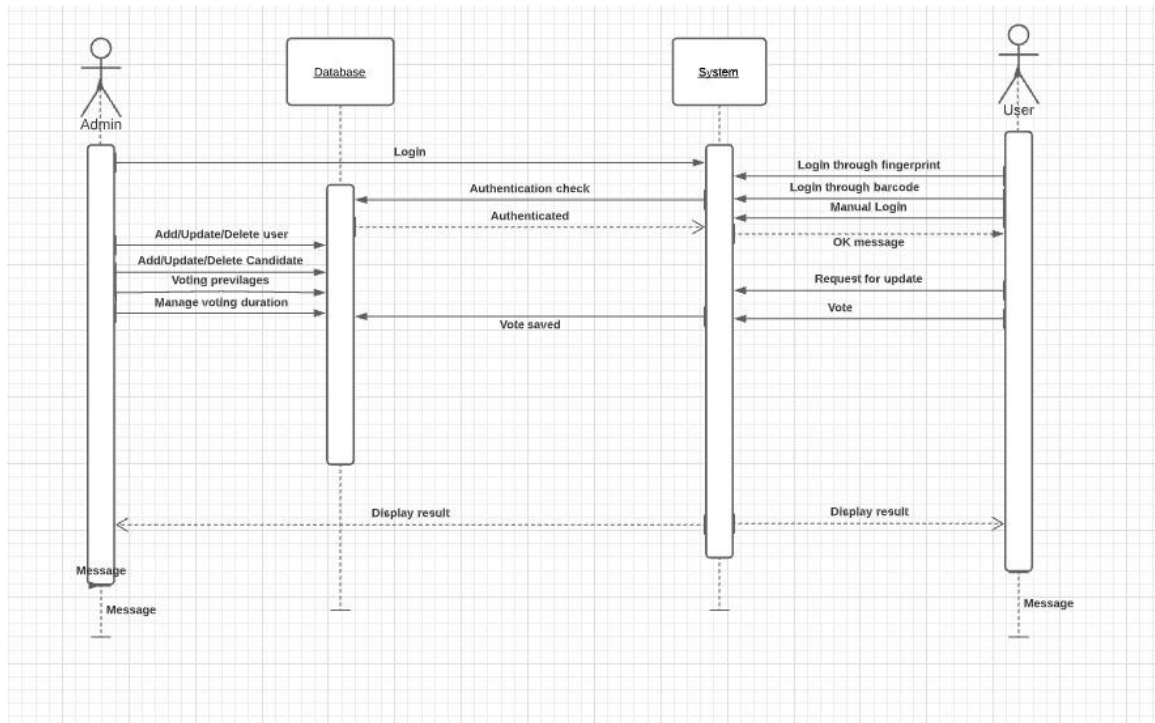 Database
System
Admin
User
Login
Login through fingerprint
Authentication check
Login through barcode
Manual Login
Authenticated
Add/Update/Delete user
OK message
Add/Update/Delete Candidate
Voting previlages
Request for update
Manage voting duration
Vote
Vote saved
Display result
Display result
Message
Message
Message